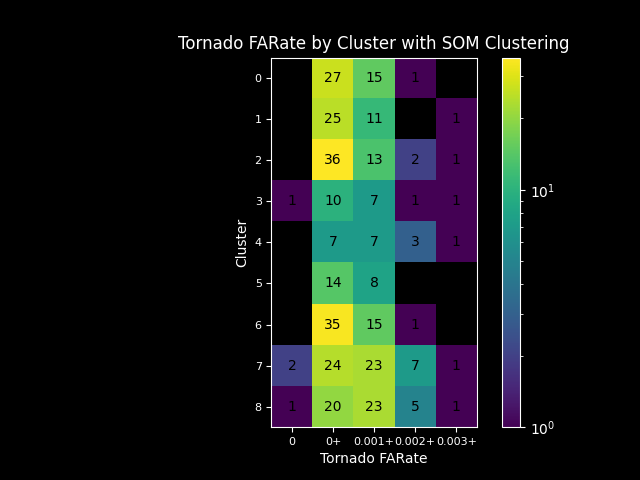 Tornado FARate by Cluster with SOM Clustering
0 27 15 1
1 25 11 1
2 36 13 2 1
3 1 10 7 1 1
4 7 7 3 1
5 14 8
6 35 15 1
7 2 24 23 7 1
8 1 20 23 5 1
0 0+ 0.001+ 0.002+ 0.003+
Tornado FARate
Cluster
10¹
10⁰